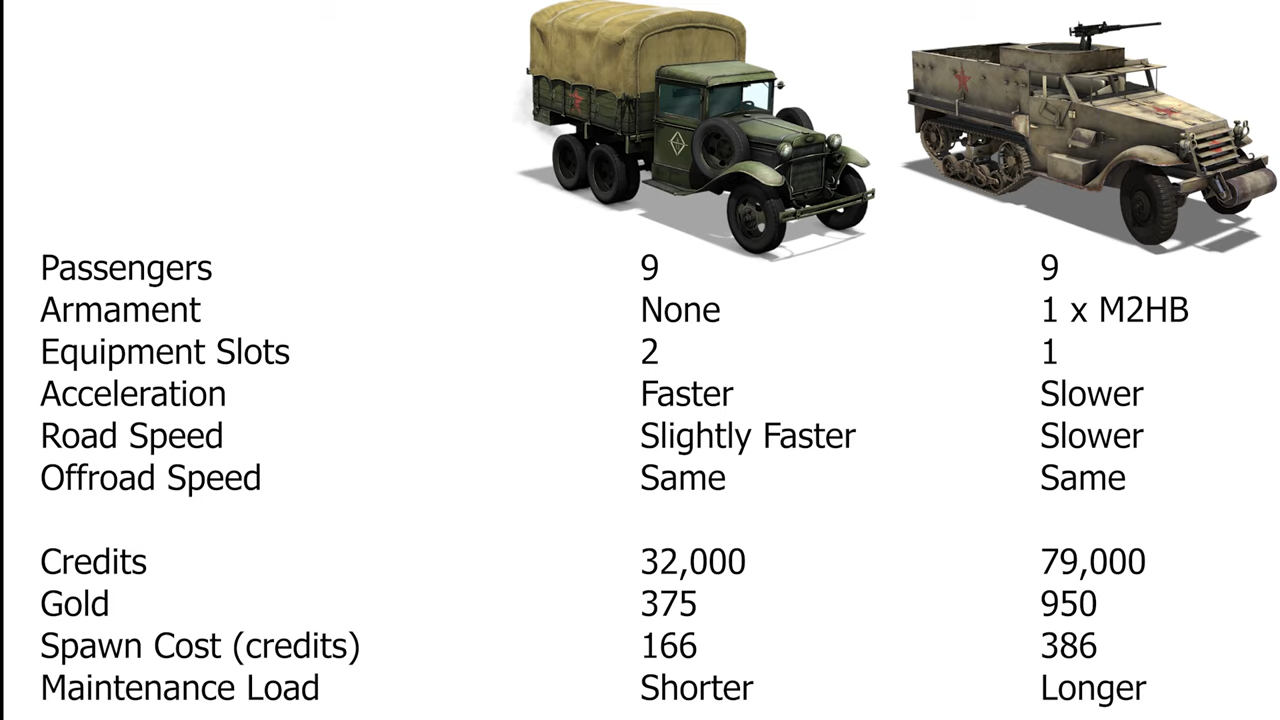 Passengers 9 9
Armament None 1 x M2HB
Equipment Slots 2 1
Acceleration Faster Slower
Road Speed Slightly Faster Slower
Offroad Speed Same Same
Credits 32,000 79,000
Gold 375 950
Spawn Cost (credits) 166 386
Maintenance Load Shorter Longer